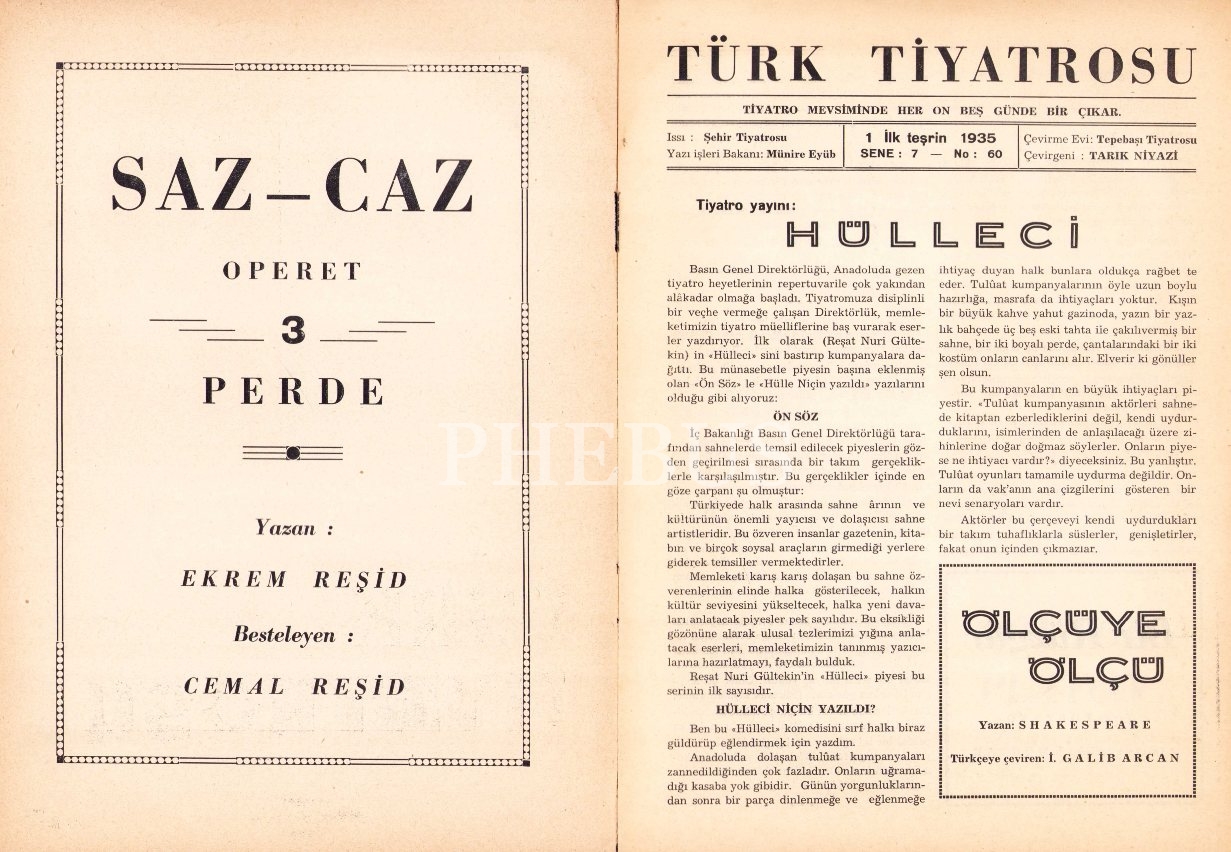 SAZ — CAZ
OPERET
3
PERDE
Yazan :
EKREM REŞİD
Besteleyen :
CEMAL REŞİD
TÜRK TİYATROSU
TİYATRO MEVSİMİNDE HER ON BEŞ GÜNDE BİR ÇIKAR.
Issı : Şehir Tiyatrosu
Yazı işleri Bakanı: Münire Eyüb
1 İlk teşrin 1935
SENE : 7 — No : 60
Çevirme Evi: Tepebaşı Tiyatrosu
Çevirgeni : TARIK NİYAZİ
Tiyatro yayını:
HÜLLECİ
Basın Genel Direktörlüğü, Anadoluda gezen
tiyatro heyetlerinin repertuvarile çok yakından
alâkadar olmağa başladı. Tiyatromuza disiplinli
bir veçhe vermeğe çalışan Direktörlük, memle-
ketimizin tiyatro müelliflerine baş vurarak eser-
ler yazdırıyor. İlk olarak (Reşat Nuri Gülte-
kin) in «Hülleci» sini bastırıp kumpanyalara da-
ğıttı. Bu münasebetle piyesin başına eklenmiş
olan «Ön Söz» le «Hülle Niçin yazıldı» yazılarını
olduğu gibi alıyoruz:
ÖN SÖZ
İç Bakanlığı Basın Genel Direktörlüğü tara-
fından sahnelerde temsil edilecek piyeslerin göz-
den geçirilmesi sırasında bir takım gerçeklik-
lerle karşılaşılmıştır. Bu gerçeklikler içinde en
göze çarpanı şu olmuştur:
Türkiyede halk arasında sahne ârının ve
kültürünün önemli yayıcısı ve dolaşıcısı sahne
artistleridir. Bu özveren insanlar gazetenin, kita-
bın ve birçok soysal araçların girmediği yerlere
giderek temsiller vermektedirler.
Memleketi karış karış dolaşan bu sahne öz-
verenlerinin elinde halka gösterilecek, halkın
kültür seviyesini yükseltecek, halka yeni dava-
ları anlatacak piyesler pek sayılıdır. Bu eksikliği
gözönüne alarak ulusal tezlerimizi yığına anla-
tacak eserleri, memleketimizin tanınmış yazıcı-
larına hazırlatmayı, faydalı bulduk.
Reşat Nuri Gültekin'in «Hülleci» piyesi bu
serinin ilk sayısıdır.
HÜLLECİ NİÇİN YAZILDI?
Ben bu «Hülleci» komedisini sırf halkı biraz
güldürüp eğlendirmek için yazdım.
Anadoluda dolaşan tulûat kumpanyaları
zannedildiğinden çok fazladır. Onların uğrama-
dığı kasaba yok gibidir. Günün yorgunlukların-
dan sonra bir parça dinlenmeğe ve eğlenmeğe
ihtiyaç duyan halk bunlara oldukça rağbet te
eder. Tulûat kumpanyalarının öyle uzun boylu
hazırlığa, masrafa da ihtiyaçları yoktur. Kışın
bir büyük kahve yahut gazinoda, yazın bir yaz-
lık bahçede üç beş eski tahta ile çakılıvermiş bir
sahne, bir iki boyalı perde, çantalarındaki bir iki
kostüm onların canlarını alır. Elverir ki gönüller
şen olsun.
Bu kumpanyaların en büyük ihtiyaçları pi-
yestir. «Tulûat kumpanyasının aktörleri sahne-
de kitaptan ezberlediklerini değil, kendi uydur-
duklarını, isimlerinden de anlaşılacağı üzere zi-
hinlerine doğar doğmaz söylerler. Onların piye-
se ne ihtiyacı vardır?» diyeceksiniz. Bu yanlıştır.
Tulûat oyunları tamamile uydurma değildir. On-
ların da vak'anın ana çizgilerini gösteren bir
nevi senaryoları vardır.
Aktörler bu çerçeveyi kendi uydurdukları
bir takım tuhaflıklarla süslerler, genişletirler,
fakat onun içinden çıkmazlar.
ÖLÇÜYE
ÖLÇÜ
Yazan: SHAKESPEARE
Türkçeye çeviren: İ. GALİB ARCAN